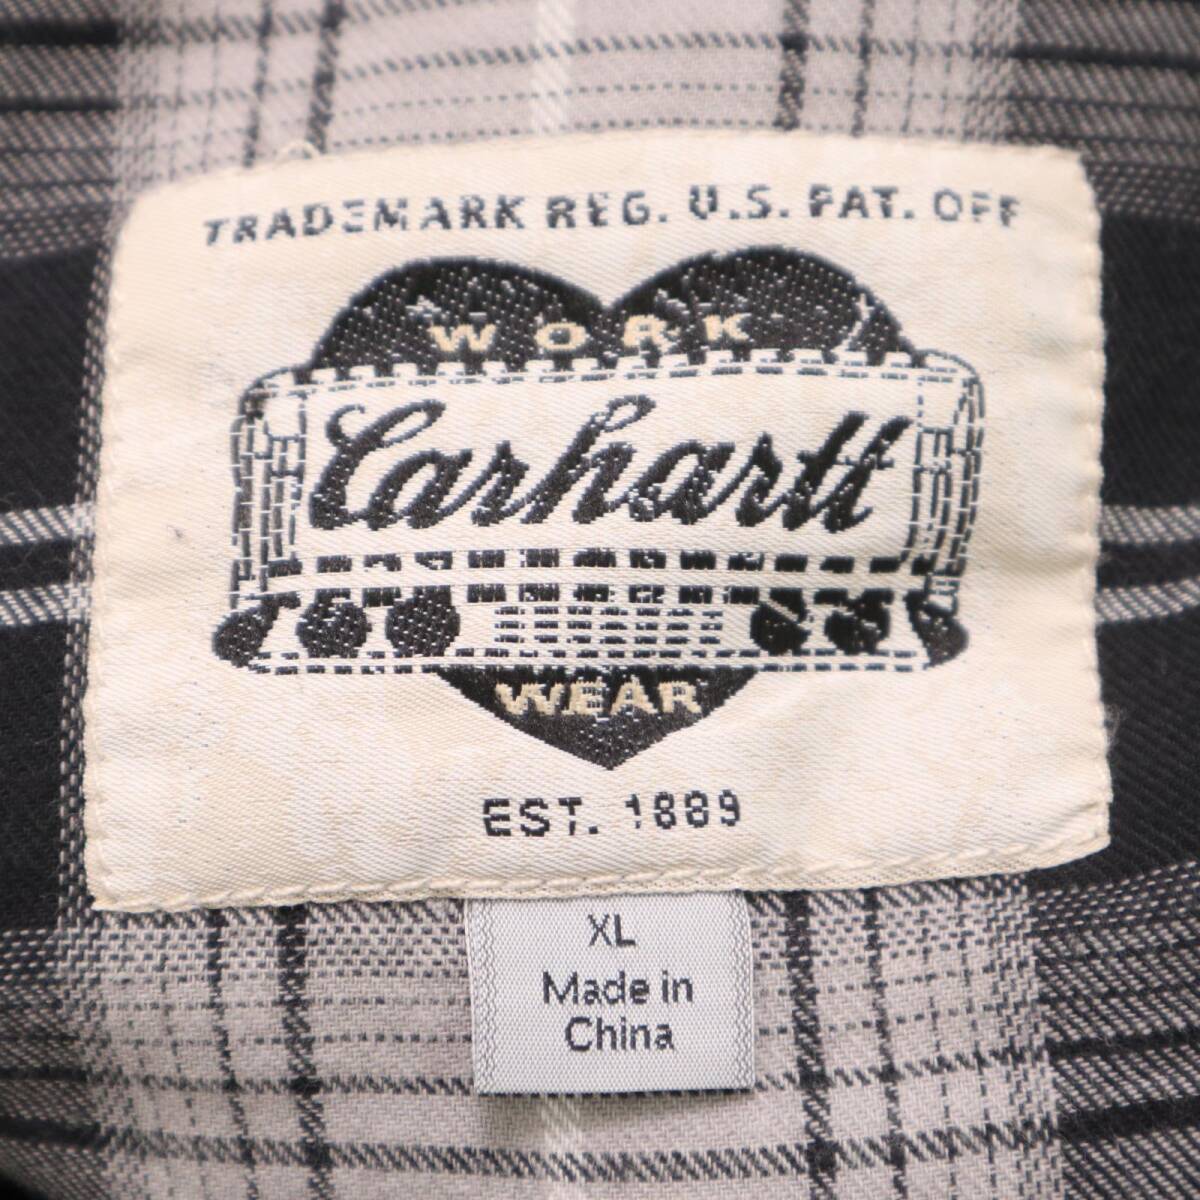 TRADEMARK REG. U.S. PAT. OFF
WORK
Carhartt
WEAR
EST. 1889
XL
Made in
China